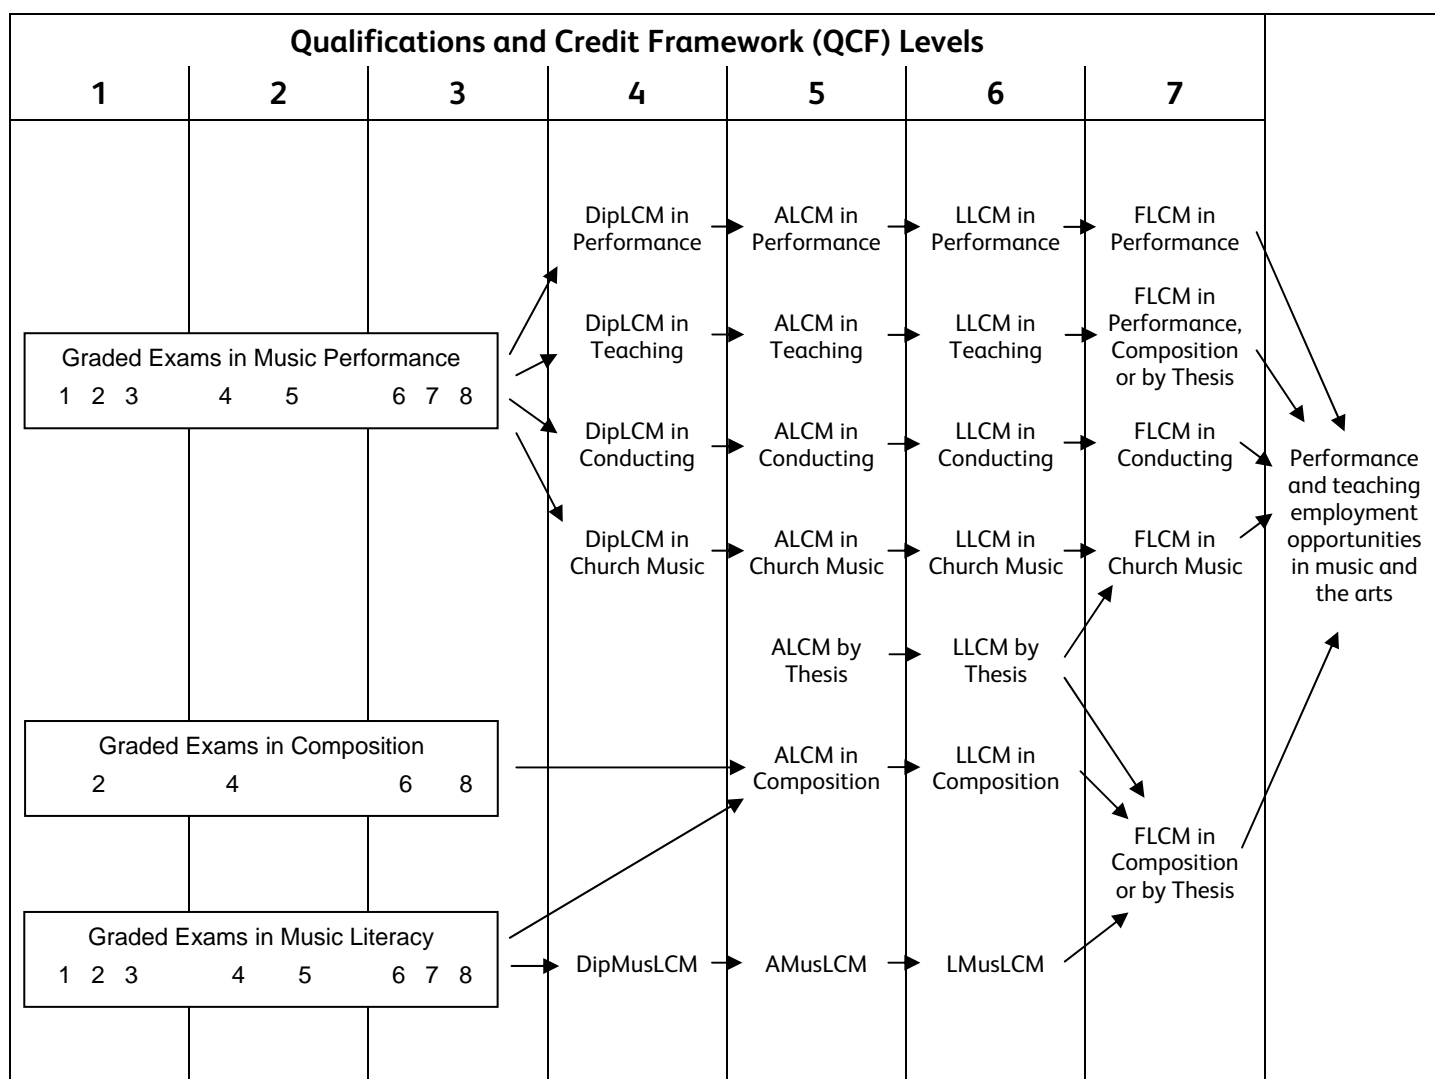 Qualifications and Credit Framework (QCF) Levels
1 2 3 4 5 6 7
DipLCM in
Performance
ALCM in
Performance
LLCM in
Performance
FLCM in
Performance
Graded Exams in Music Performance
1 2 3 4 5 6 7 8
DipLCM in
Teaching
ALCM in
Teaching
LLCM in
Teaching
FLCM in
Performance,
Composition
or by Thesis
DipLCM in
Conducting
ALCM in
Conducting
LLCM in
Conducting
FLCM in
Conducting
DipLCM in
Church Music
ALCM in
Church Music
LLCM in
Church Music
FLCM in
Church Music
Performance
and teaching
employment
opportunities
in music and
the arts
ALCM by
Thesis
LLCM by
Thesis
Graded Exams in Composition
2 4 6 8
ALCM in
Composition
LLCM in
Composition
FLCM in
Composition
or by Thesis
Graded Exams in Music Literacy
1 2 3 4 5 6 7 8
DipMusLCM
AMusLCM
LMusLCM